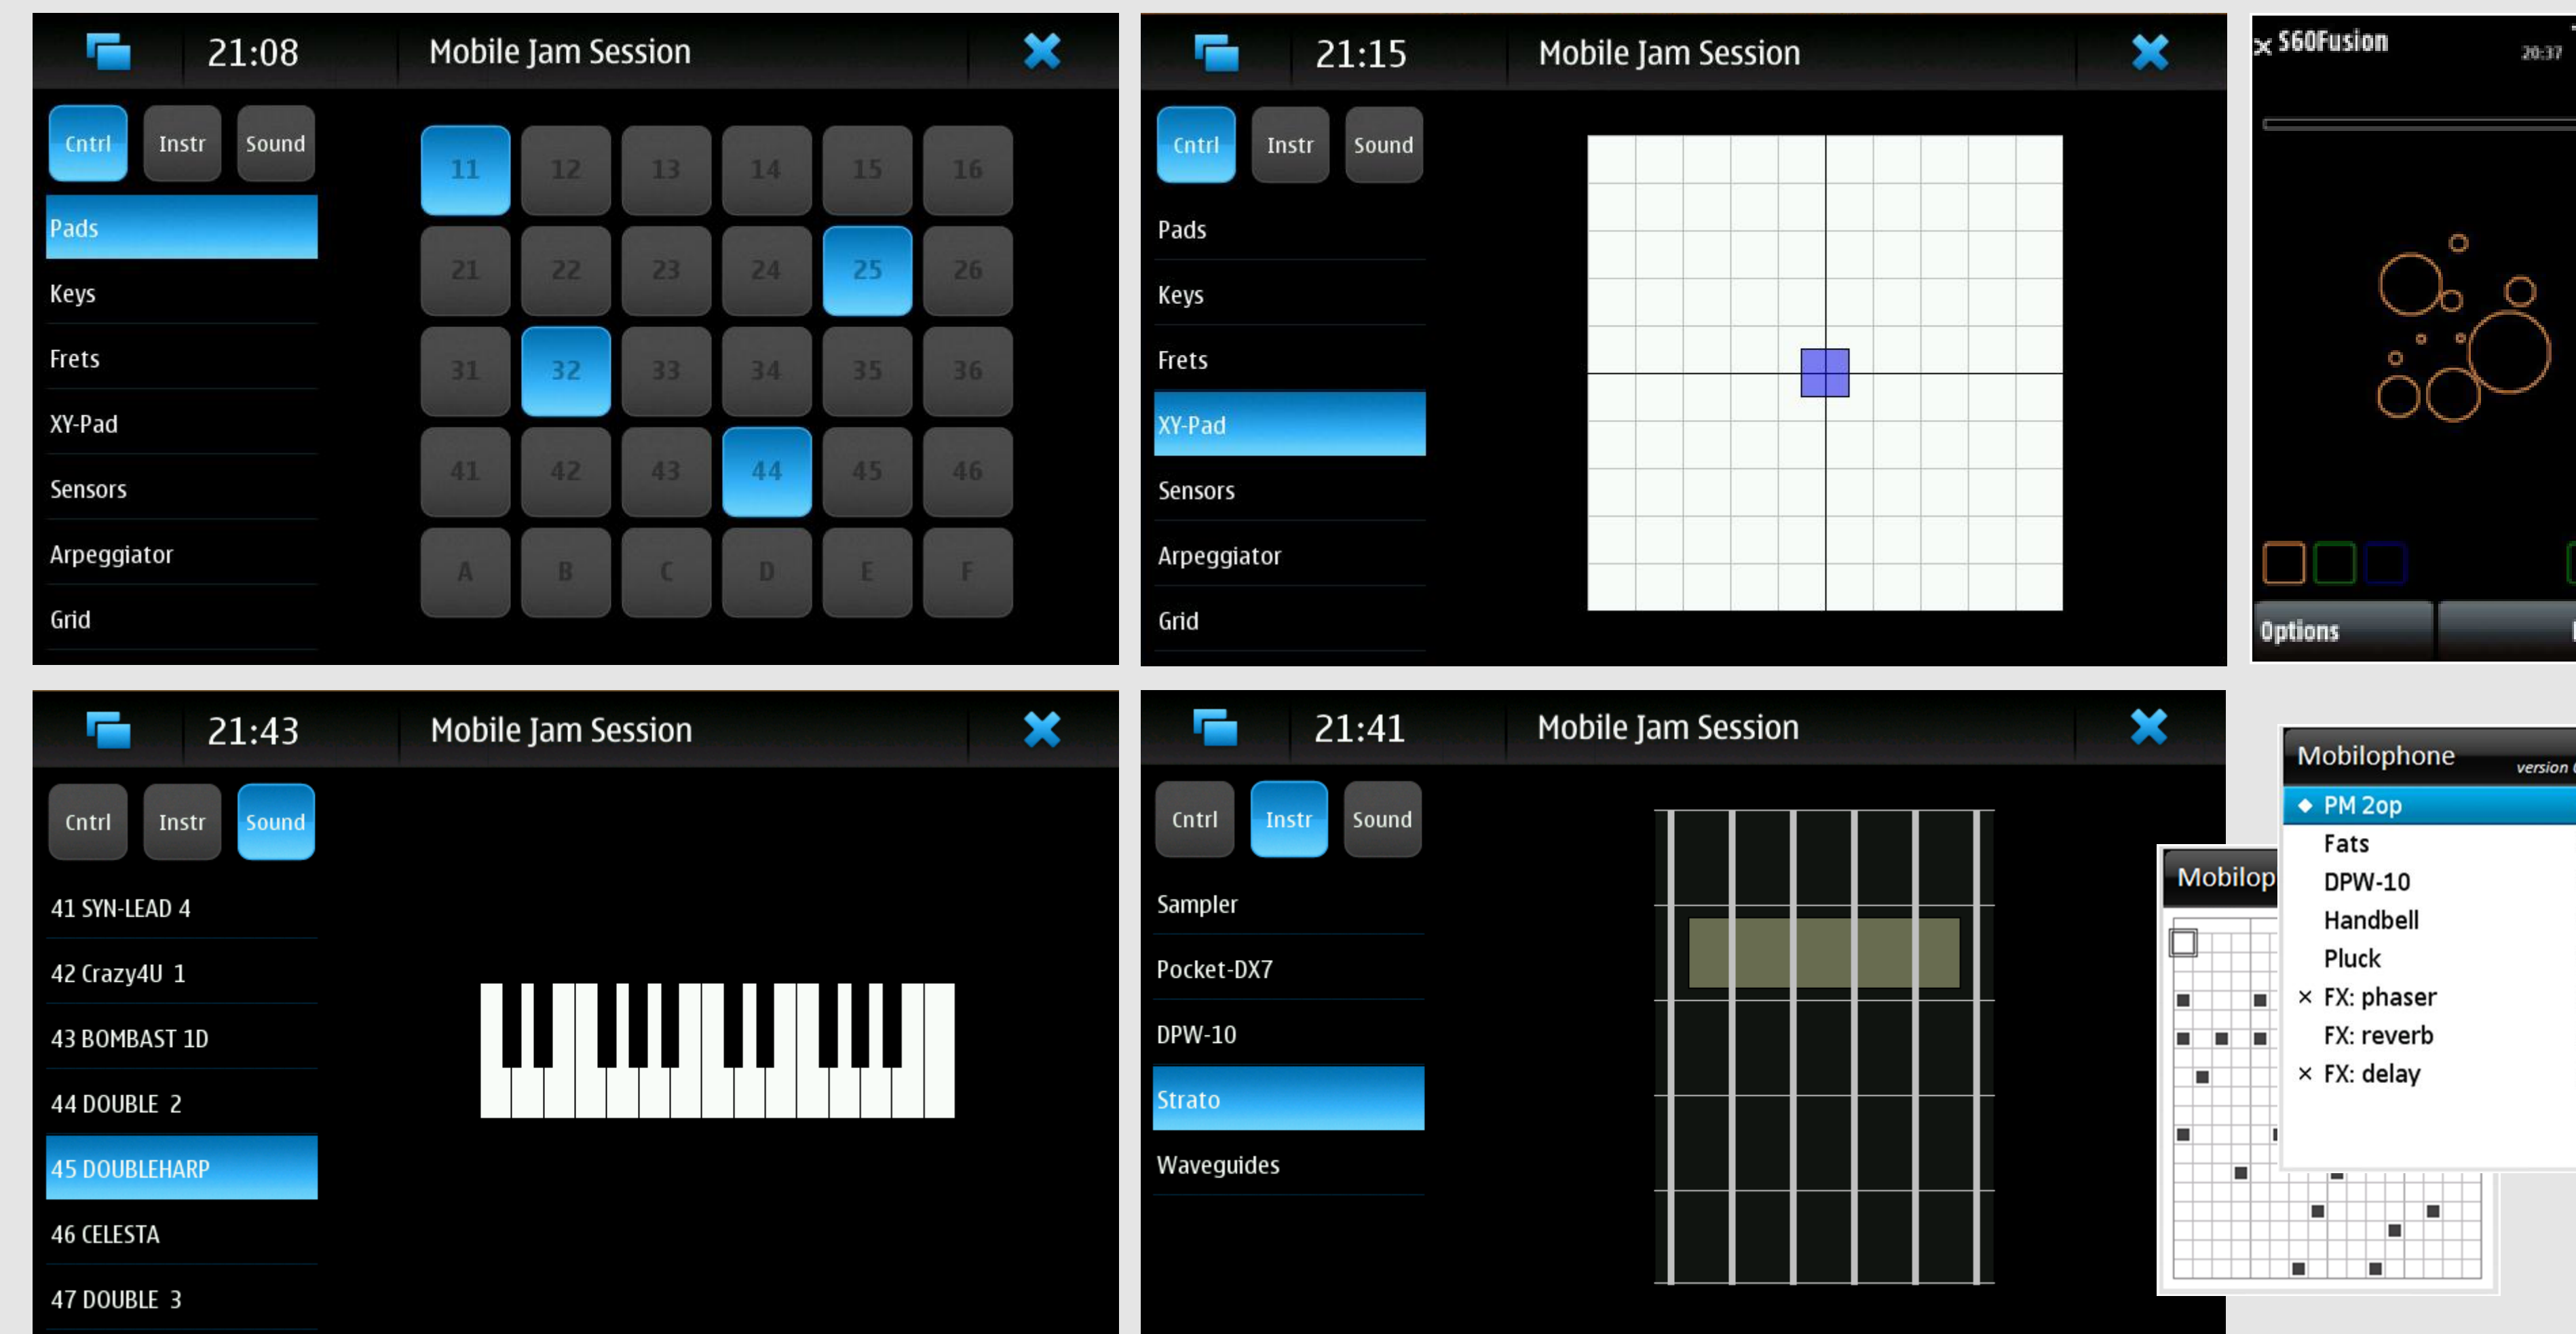 21:08 Mobile Jam Session
Cntrl Instr Sound
Pads
Keys
Frets
XY-Pad
Sensors
Arpeggiator
Grid
11 12 13 14 15 16
21 22 23 24 25 26
31 32 33 34 35 36
41 42 43 44 45 46
A B C D E F
21:15 Mobile Jam Session
Cntrl Instr Sound
Pads
Keys
Frets
XY-Pad
Sensors
Arpeggiator
Grid
S60Fusion
20:37
Options
21:43 Mobile Jam Session
Cntrl Instr Sound
41 SYN-LEAD 4
42 Crazy4U 1
43 BOMBAST 1D
44 DOUBLE 2
45 DOUBLEHARP
46 CELESTA
47 DOUBLE 3
21:41 Mobile Jam Session
Cntrl Instr Sound
Sampler
Pocket-DX7
DPW-10
Strato
Waveguides
Mobilop
Mobilophone
version
PM 2op
Fats
DPW-10
Handbell
Pluck
× FX: phaser
FX: reverb
× FX: delay